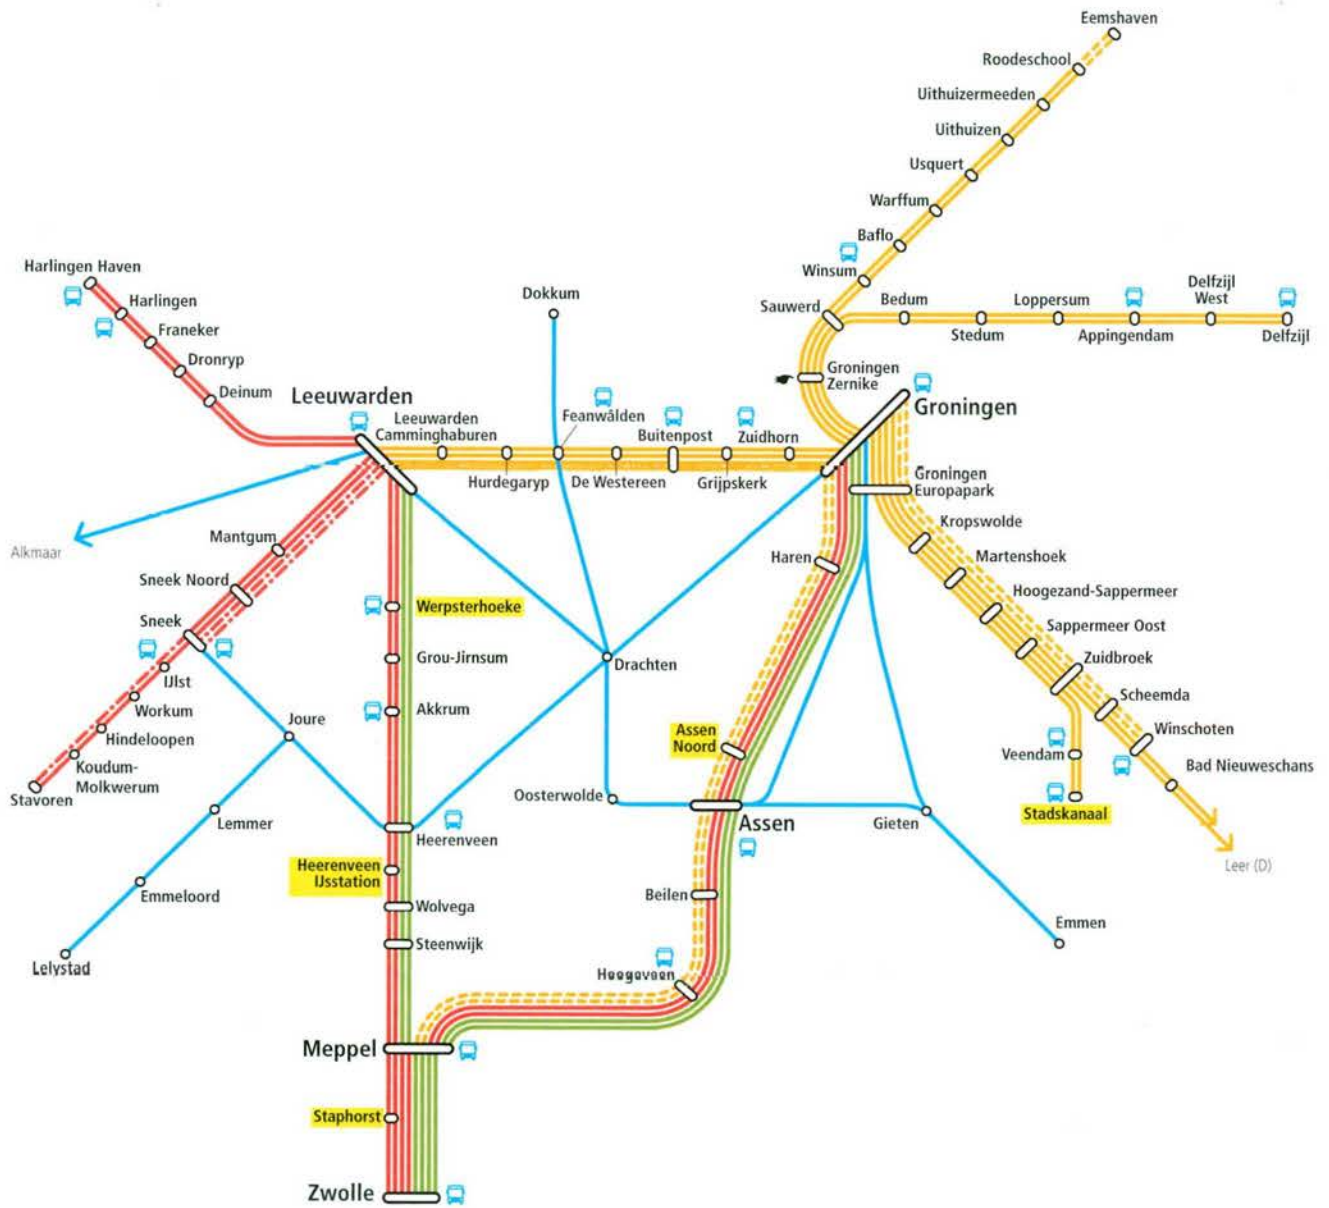 Eemshaven
Roodeschool
Uithuizermeeden
Uithuizen
Usquert
Warffum
Baflo
Winsum
Harlingen Haven
Harlingen
Franeker
Dronryp
Deinum
Dokkum
Sauwerd
Bedum
Stedum
Loppersum
Appingendam
Delfzijl
West
Delfzijl
Groningen
Zernike
Leeuwarden
Leeuwarden
Camminghaburen
Hurdegaryp
Feanwâlden
De Westereen
Buitenpost
Grijpskerk
Zuidhorn
Groningen
Groningen
Europapark
Kropswolde
Martenshoek
Hoogezand-Sappermeer
Sappermeer Oost
Zuidbroek
Scheemda
Winschoten
Bad Nieuweschans
Leer (D)
Veendam
Stadskanaal
Alkmaar
Mantgum
Sneek Noord
Sneek
IJlst
Workum
Hindeloopen
Koudum-
Molkwerum
Stavoren
Werpsterhoeke
Grou-Jirnsum
Akkrum
Drachten
Haren
Assen
Noord
Joure
Lemmer
Emmeloord
Lelystad
Heerenveen
Heerenveen
IJsstation
Wolvega
Steenwijk
Oosterwolde
Assen
Gieten
Emmen
Beilen
Hoogeveen
Meppel
Staphorst
Zwolle